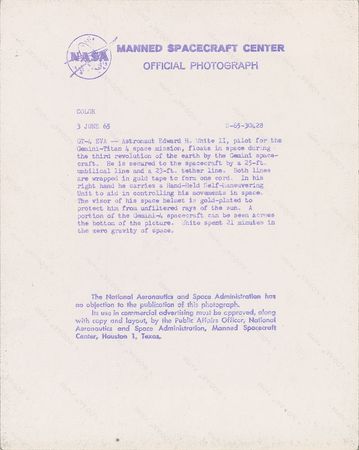 NASA
MANNED SPACECRAFT CENTER
OFFICIAL PHOTOGRAPH
COLOR
3 JUNE 65 S-65-30428
GT-4 EVA -- Astronaut Edward H. White II, pilot for the
Gemini-Titan 4 space mission, floats in space during
the third revolution of the earth by the Gemini space-
craft. He is secured to the spacecraft by a 25-ft.
umbilical line and a 23-ft. tether line. Both lines
are wrapped in gold tape to form one cord. In his
right hand he carries a Hand-Held Self-Maneuvering
Unit to aid in controlling his movements in space.
The visor of his space helmet is gold-plated to
protect him from unfiltered rays of the sun. A
portion of the Gemini-4 spacecraft can be seen across
the bottom of the picture. White spent 21 minutes in
the zero gravity of space.
The National Aeronautics and Space Administration has
no objection to the publication of this photograph.
Its use in commercial advertising must be approved, along
with copy and layout, by the Public Affairs Officer, National
Aeronautics and Space Administration, Manned Spacecraft
Center, Houston 1, Texas.